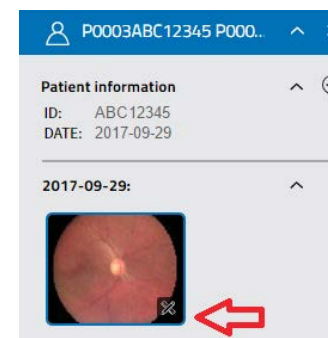 P0003ABC12345 P000...
Patient information
ID: ABC12345
DATE: 2017-09-29
2017-09-29: